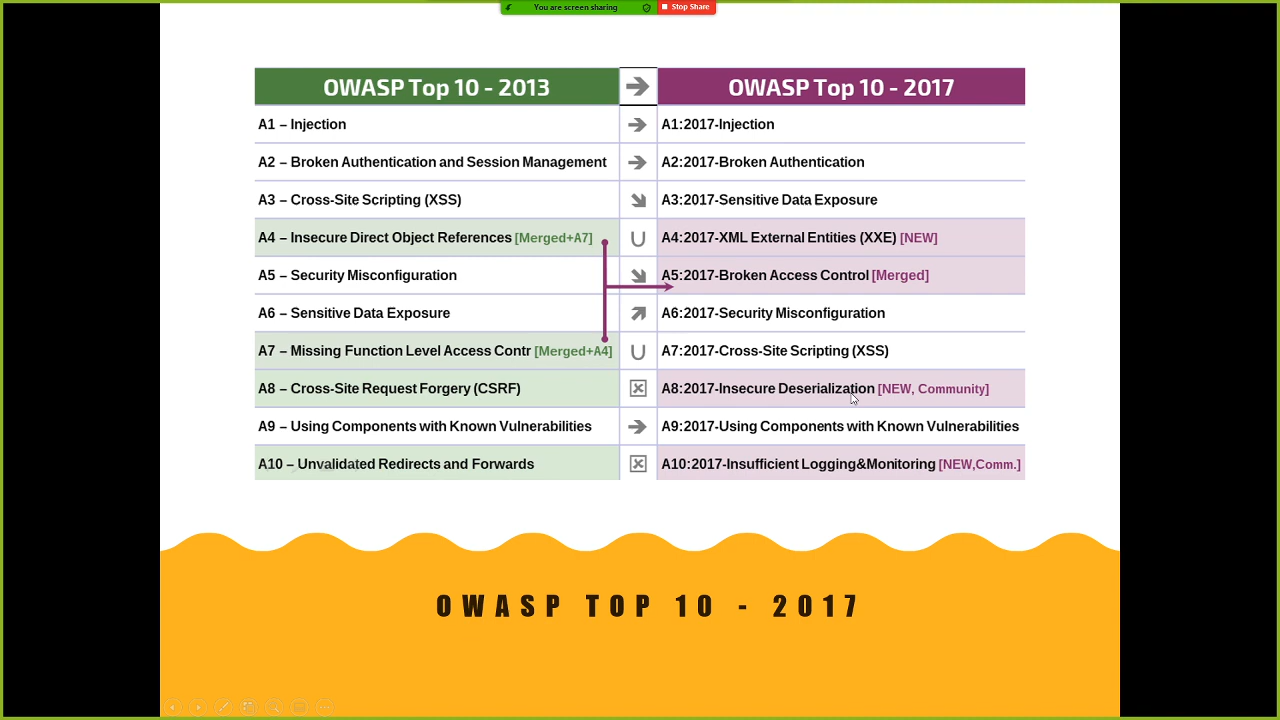 You are screen sharing Stop Share
OWASP Top 10 - 2013 OWASP Top 10 - 2017
A1 – Injection A1:2017-Injection
A2 – Broken Authentication and Session Management A2:2017-Broken Authentication
A3 – Cross-Site Scripting (XSS) A3:2017-Sensitive Data Exposure
A4 – Insecure Direct Object References [Merged+A7] A4:2017-XML External Entities (XXE) [NEW]
A5 – Security Misconfiguration A5:2017-Broken Access Control [Merged]
A6 – Sensitive Data Exposure A6:2017-Security Misconfiguration
A7 – Missing Function Level Access Contr [Merged+A4] A7:2017-Cross-Site Scripting (XSS)
A8 – Cross-Site Request Forgery (CSRF) A8:2017-Insecure Deserialization [NEW, Community]
A9 – Using Components with Known Vulnerabilities A9:2017-Using Components with Known Vulnerabilities
A10 – Unvalidated Redirects and Forwards A10:2017-Insufficient Logging&Monitoring [NEW,Comm.]
OWASP TOP 10 - 2017